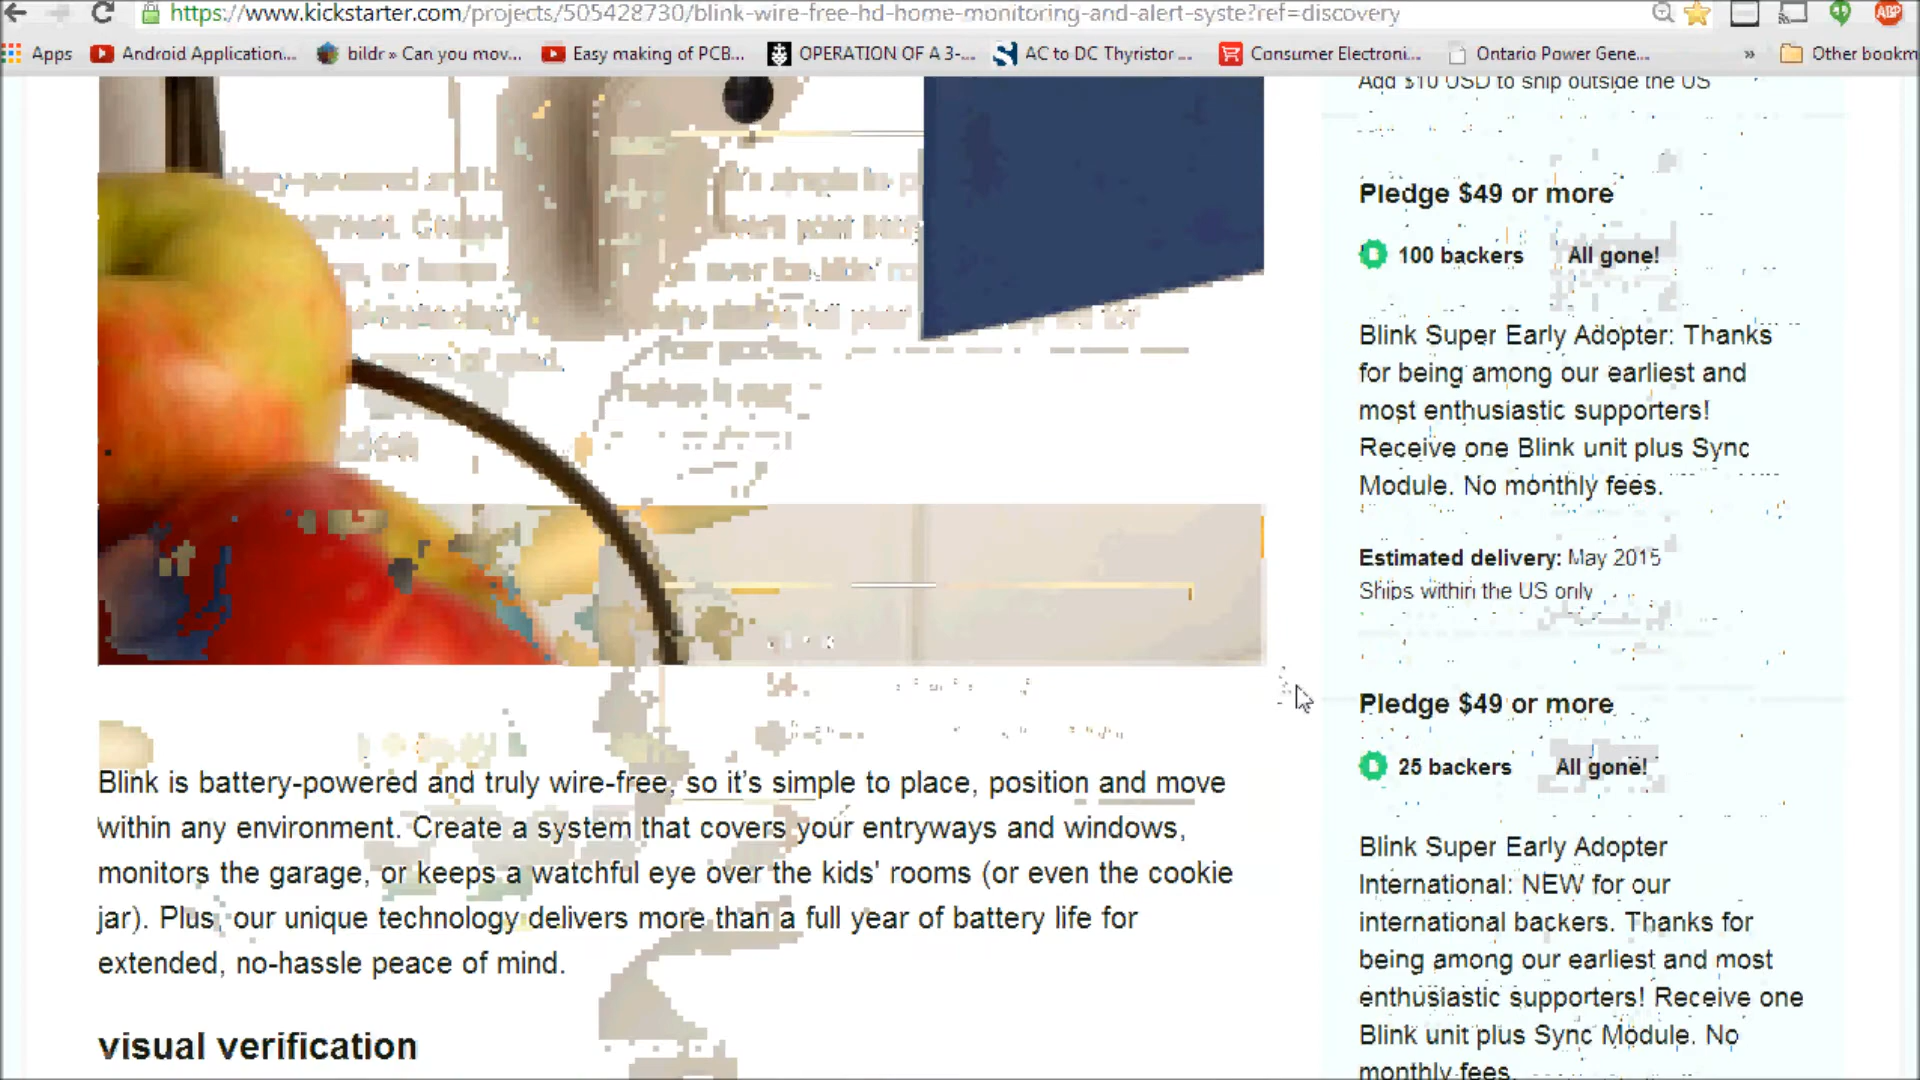 https://www.kickstarter.com/projects/505428730/blink-wire-free-hd-home-monitoring-and-alert-syste?ref=discovery
ABP
Apps Android Application... bildr » Can you mov... Easy making of PCB... OPERATION OF A 3-... AC to DC Thyristor ... Consumer Electroni... Ontario Power Gene... » Other bookm
Add $10 USD to ship outside the US
Pledge $49 or more
100 backers All gone!
Blink Super Early Adopter: Thanks
for being among our earliest and
most enthusiastic supporters!
Receive one Blink unit plus Sync
Module. No monthly fees.
Estimated delivery: May 2015
Ships within the US only
Pledge $49 or more
25 backers All gone!
Blink Super Early Adopter
International: NEW for our
international backers. Thanks for
being among our earliest and most
enthusiastic supporters! Receive one
Blink unit plus Sync Module. No
monthly fees.
Blink is battery-powered and truly wire-free, so it's simple to place, position and move
within any environment. Create a system that covers your entryways and windows,
monitors the garage, or keeps a watchful eye over the kids' rooms (or even the cookie
jar). Plus, our unique technology delivers more than a full year of battery life for
extended, no-hassle peace of mind.
visual verification